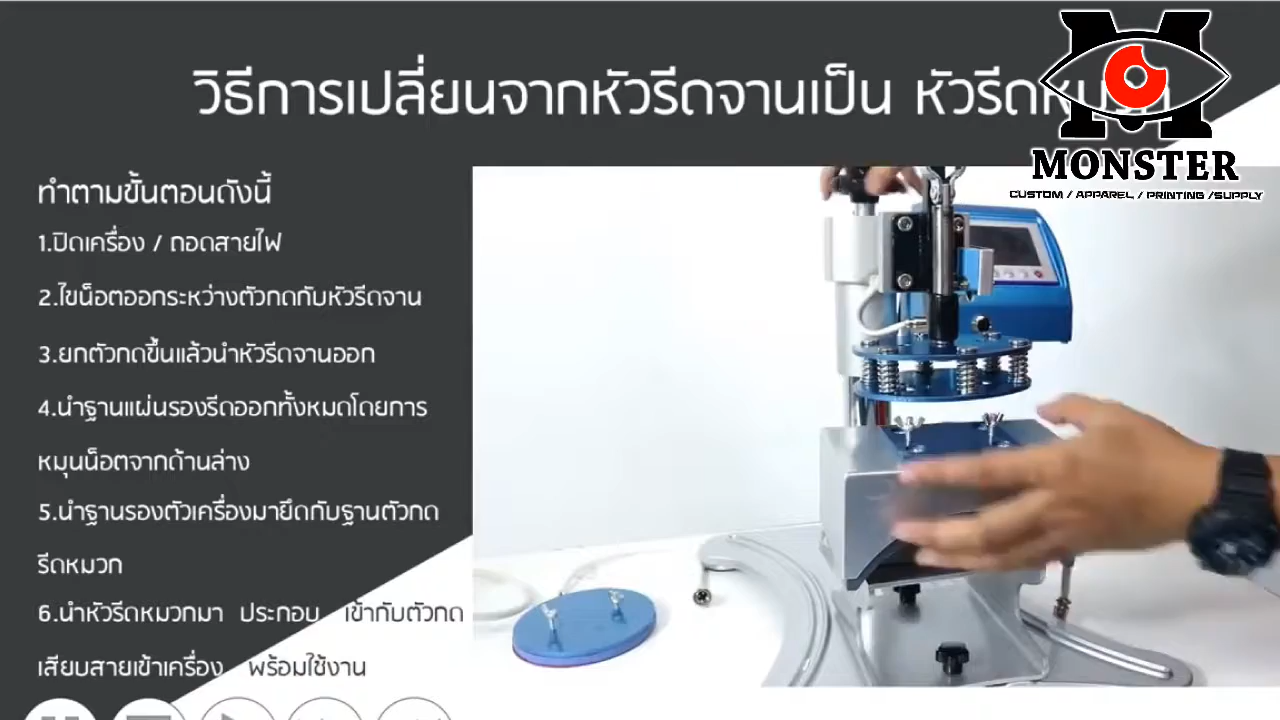 วิธีการเปลี่ยนจากหัวรีดจานเป็น หัวรีด
MONSTER
CUSTOM / APPAREL / PRINTING /SUPPLY
ทำตามขั้นตอนดังนี้
1.ปิดเครื่อง / ถอดสายไฟ
2.ไขน็อตออกระหว่างตัวกดกับหัวรีดจาน
3.ยกตัวกดขึ้นแล้วนำหัวรีดจานออก
4.นำฐานแผ่นรองรีดออกทั้งหมดโดยการ
หมุนน็อตจากด้านล่าง
5.นำฐานรองตัวเครื่องมายึดกับฐานตัวกด
รีดหมวก
6.นำหัวรีดหมวกมา ประกอบ เข้ากับตัวกด
เสียบสายเข้าเครื่อง พร้อมใช้งาน